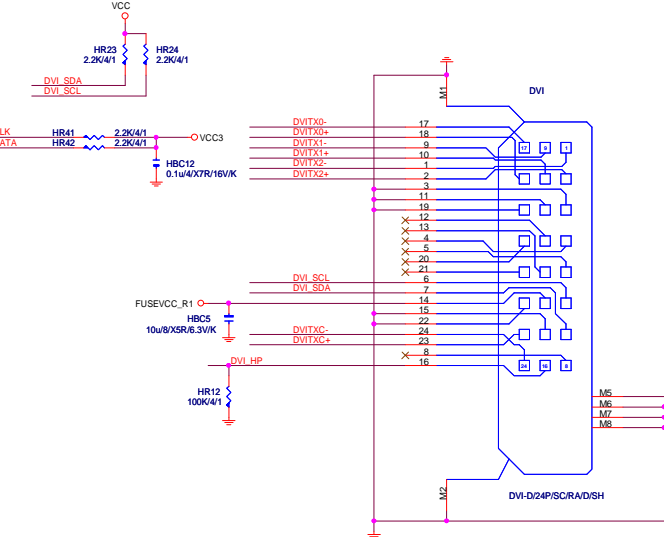 VCC
HR23
2.2K/4/1
HR24
2.2K/4/1
DVI_SDA
DVI_SCL
LK
HR41
2.2K/4/1
VCC3
ATA
HR42
2.2K/4/1
HBC12
0.1u/4/X7R/16V/K
M1
DVI
DVITX0- 17
DVITX0+ 18
DVITX1- 9
DVITX1+ 10
DVITX2- 1
DVITX2+ 2
3
11
19
12
13
4
5
20
21
DVI_SCL 6
DVI_SDA 7
FUSEVCC_R1 14
15
22
DVITXC- 24
DVITXC+ 23
8
DVI_HP 16
17 9 1
24 16 8
HBC5
10u/8/X5R/6.3V/K
HR12
100K/4/1
M5
M6
M7
M8
M2
DVI-D/24P/SC/RA/D/SH